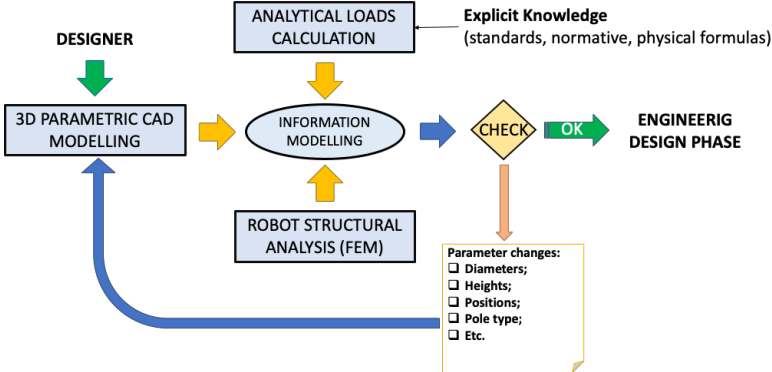 ANALYTICAL LOADS
CALCULATION
Explicit Knowledge
(standards, normative, physical formulas)
DESIGNER
3D PARAMETRIC CAD
MODELLING
INFORMATION
MODELLING
CHECK
OK
ENGINEERIG
DESIGN PHASE
ROBOT STRUCTURAL
ANALYSIS (FEM)
Parameter changes:
❑ Diameters;
❑ Heights;
❑ Positions;
❑ Pole type;
❑ Etc.